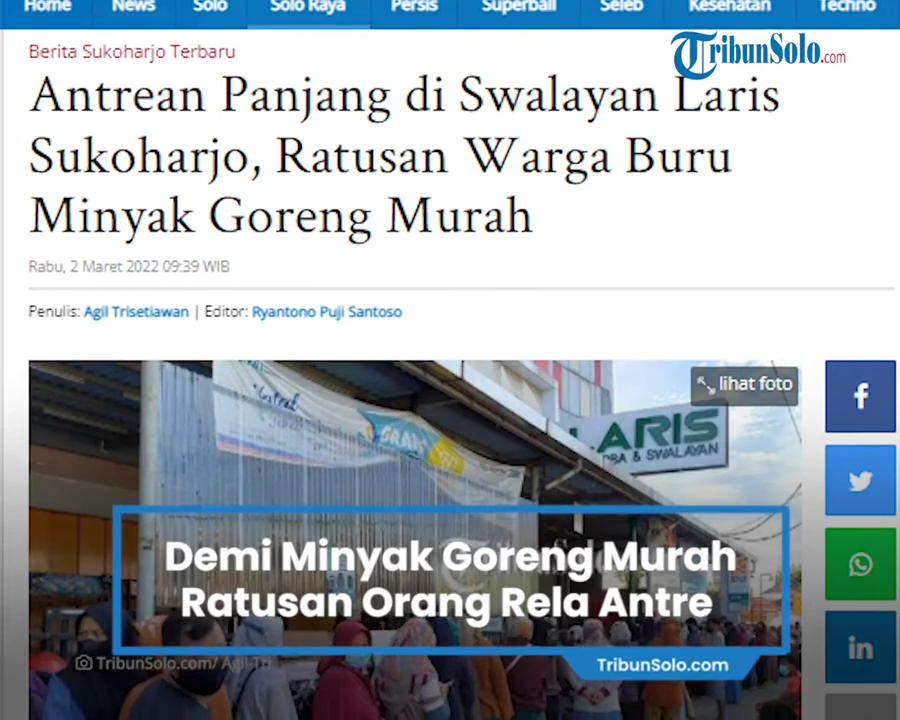 Home News Solo Solo Raya Persis Superball Seleb Kesehatan Techno
Berita Sukoharjo Terbaru
TribunSolo.com
Antrean Panjang di Swalayan Laris
Sukoharjo, Ratusan Warga Buru
Minyak Goreng Murah
Rabu, 2 Maret 2022 09:39 WIB
Penulis: Agil Trisetiawan | Editor: Ryantono Puji Santoso
lihat foto
LARIS
& SWALAYAN
Demi Minyak Goreng Murah
Ratusan Orang Rela Antre
TribunSolo.com/ Agil Tri
TribunSolo.com